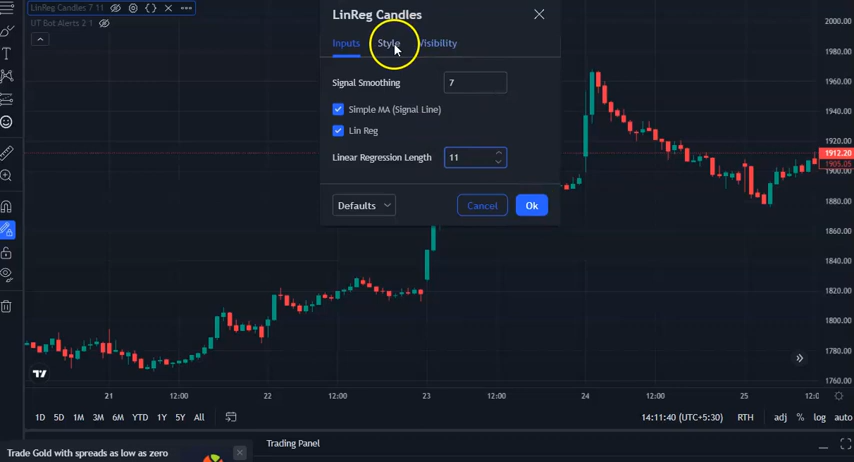 LinReg Candles 7 11
UT Bot Alerts 2 1
LinReg Candles
Inputs
Style
Visibility
Signal Smoothing
7
Simple MA (Signal Line)
Lin Reg
Linear Regression Length
11
Defaults
Cancel
Ok
2000.00
1980.00
1960.00
1940.00
1920.00
1912.20
1905.05
1900.00
1880.00
1860.00
1840.00
1820.00
1800.00
1780.00
1760.00
21
12:00
22
12:00
23
12:00
24
12:00
25
1D 5D 1M 3M 6M YTD 1Y 5Y All
14:11:40 (UTC+5:30)
RTH
adj
%
log
auto
Trade Gold with spreads as low as zero
Trading Panel